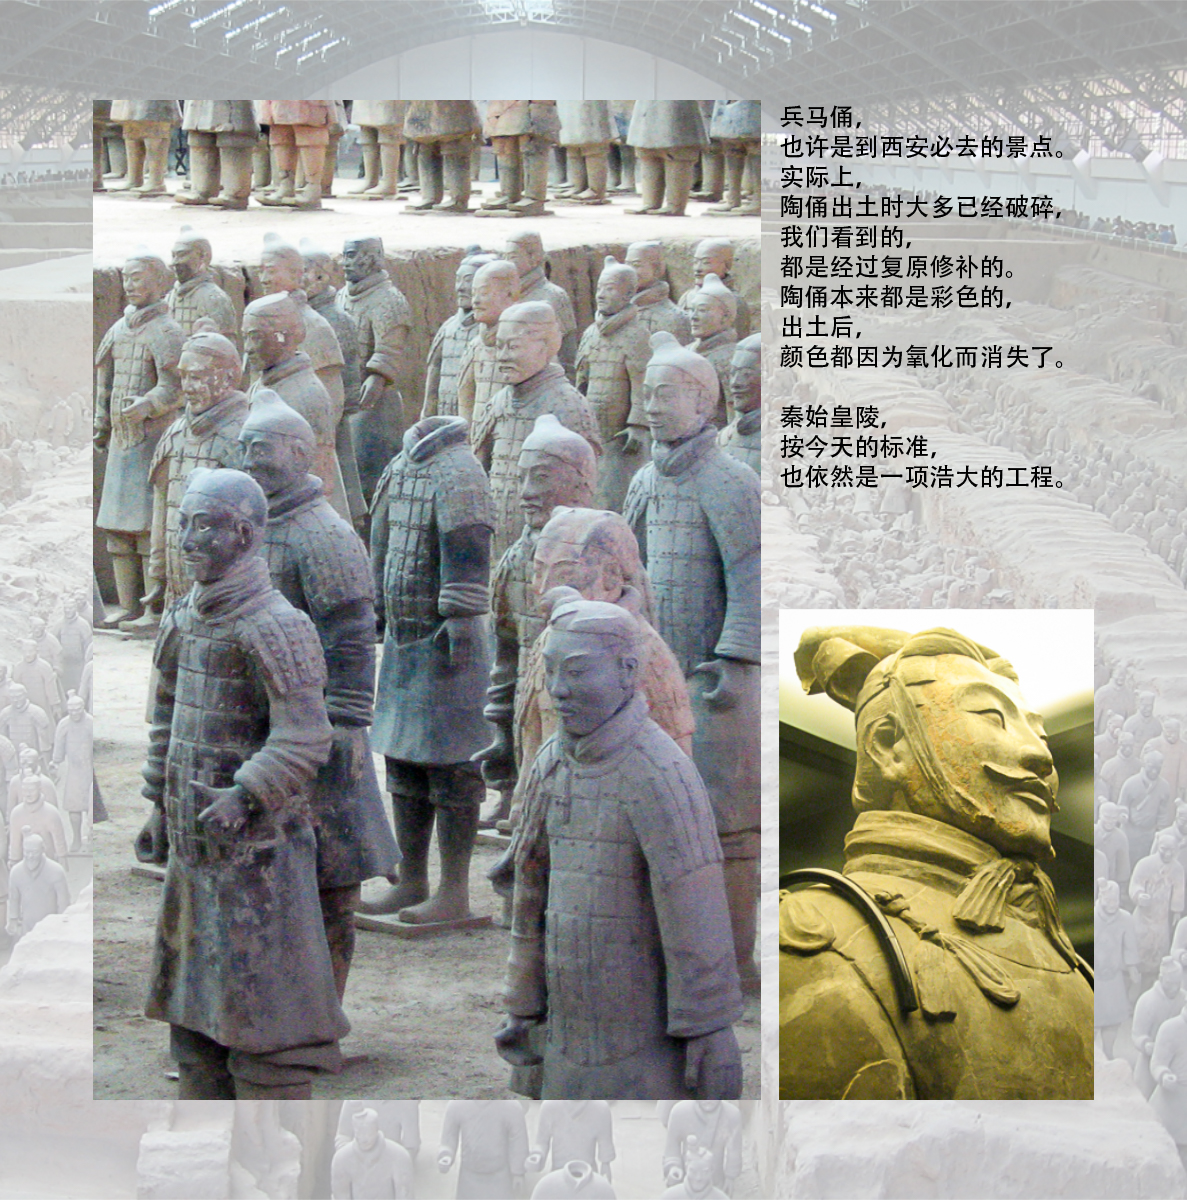 兵马俑，
也许是到西安必去的景点。
实际上，
陶俑出土时大多已经破碎，
我们看到的，
都是经过复原修补的。
陶俑本来都是彩色的，
出土后，
颜色都因为氧化而消失了。
秦始皇陵，
按今天的标准，
也依然是一项浩大的工程。